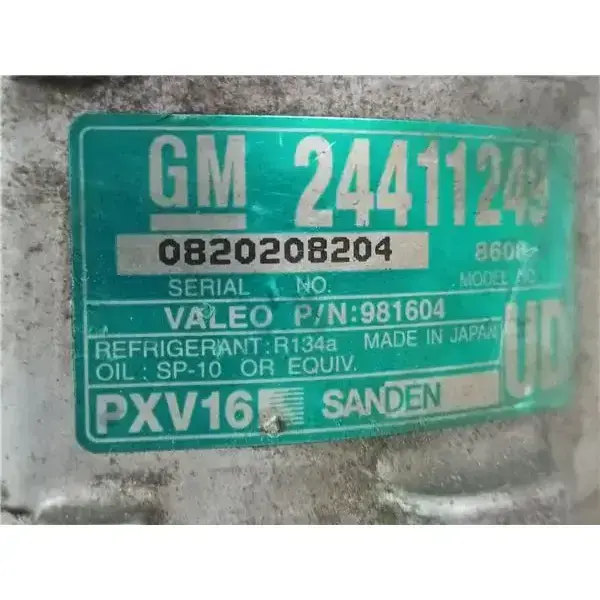 GM 24411249
0820208204 8600
SERIAL NO. MODEL NO.
VALEO P/N:981604
REFRIGERANT:R134a MADE IN JAPAN
OIL: SP-10 OR EQUIV. UD
PXV16 SANDEN